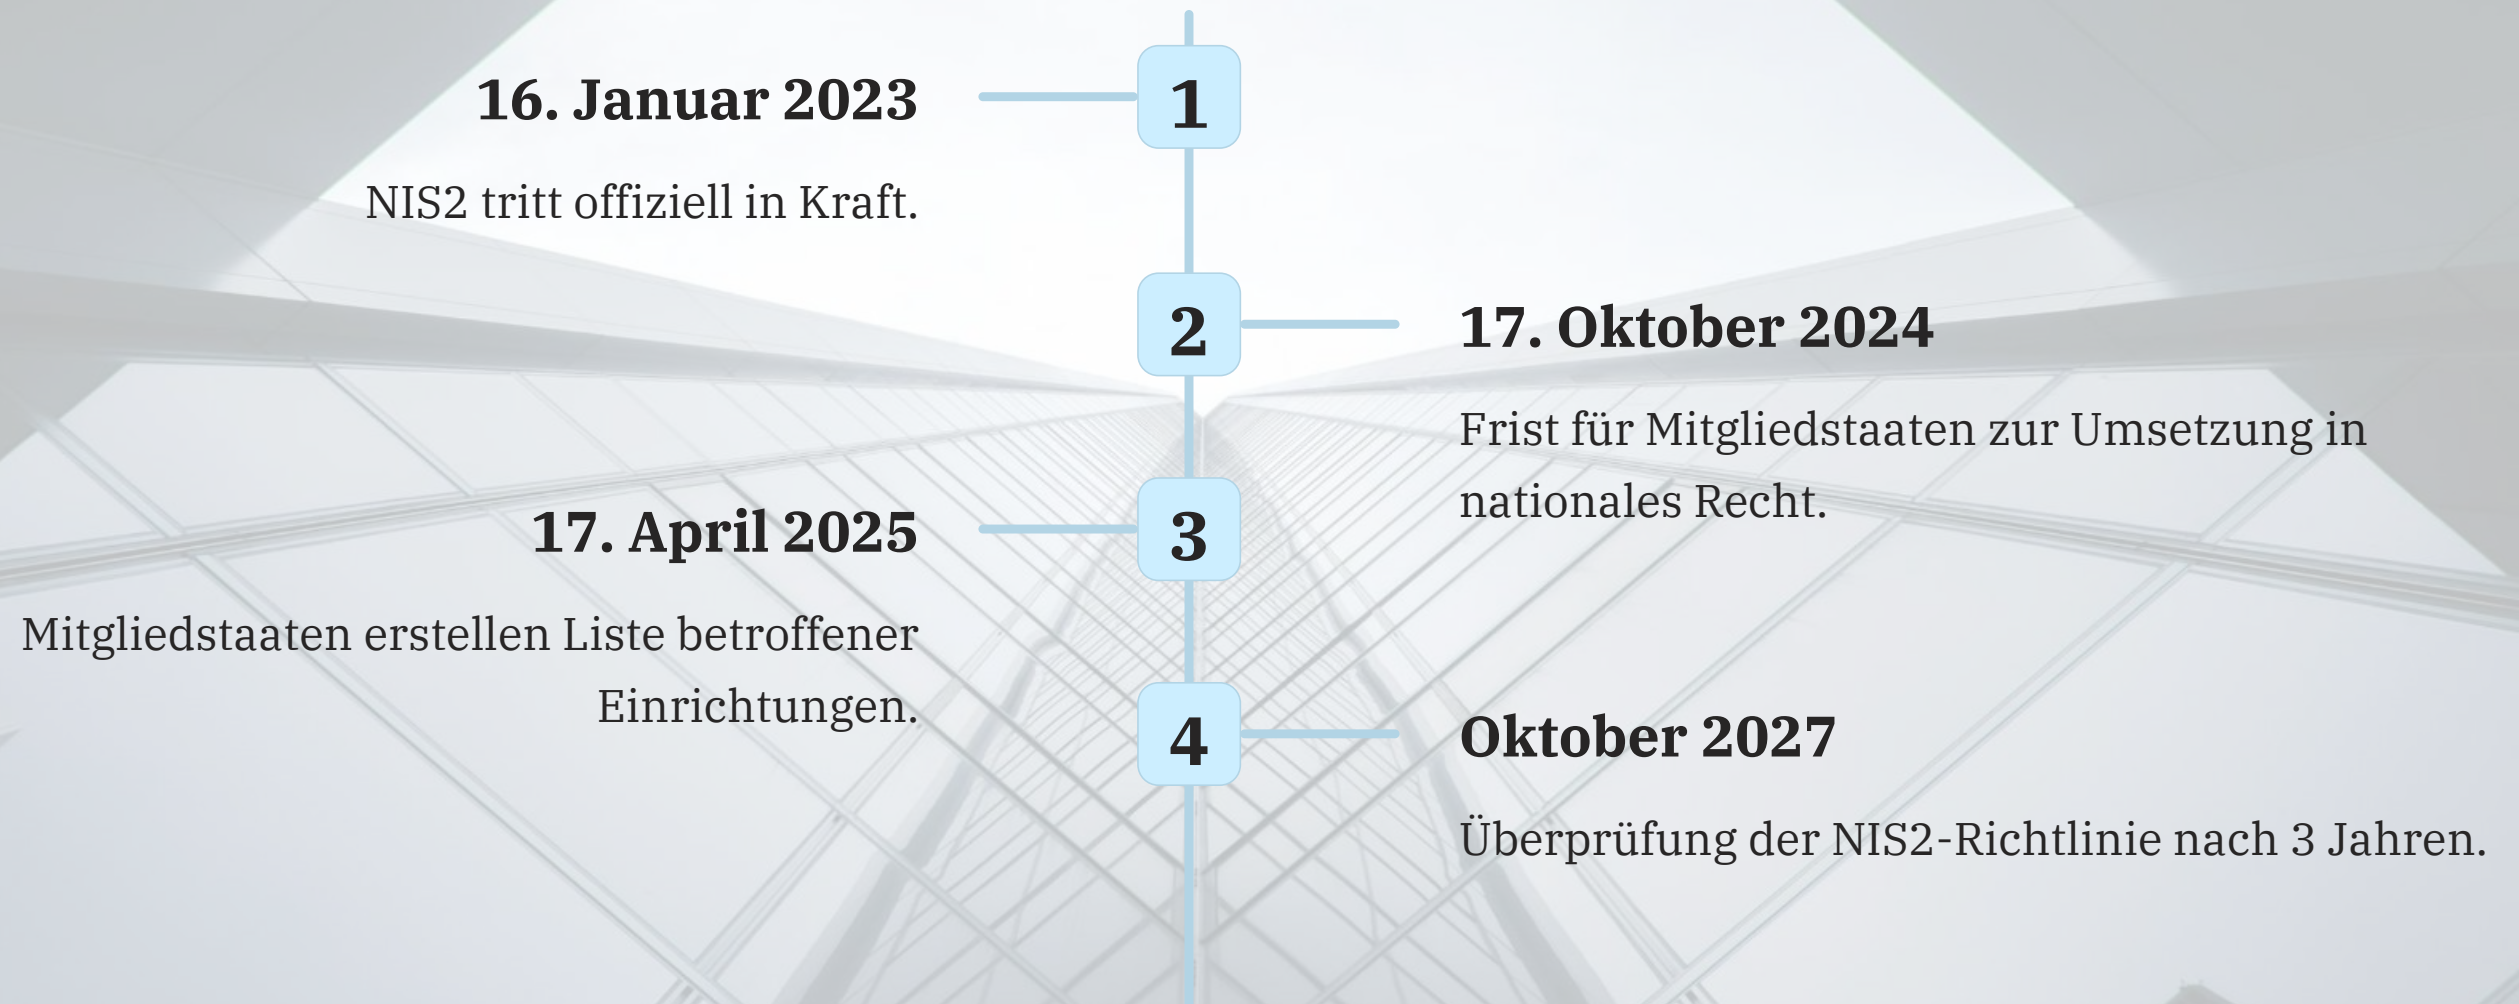 1
16. Januar 2023
NIS2 tritt offiziell in Kraft.
2
17. Oktober 2024
Frist für Mitgliedstaaten zur Umsetzung in
nationales Recht.
3
17. April 2025
Mitgliedstaaten erstellen Liste betroffener
Einrichtungen.
4
Oktober 2027
Überprüfung der NIS2-Richtlinie nach 3 Jahren.